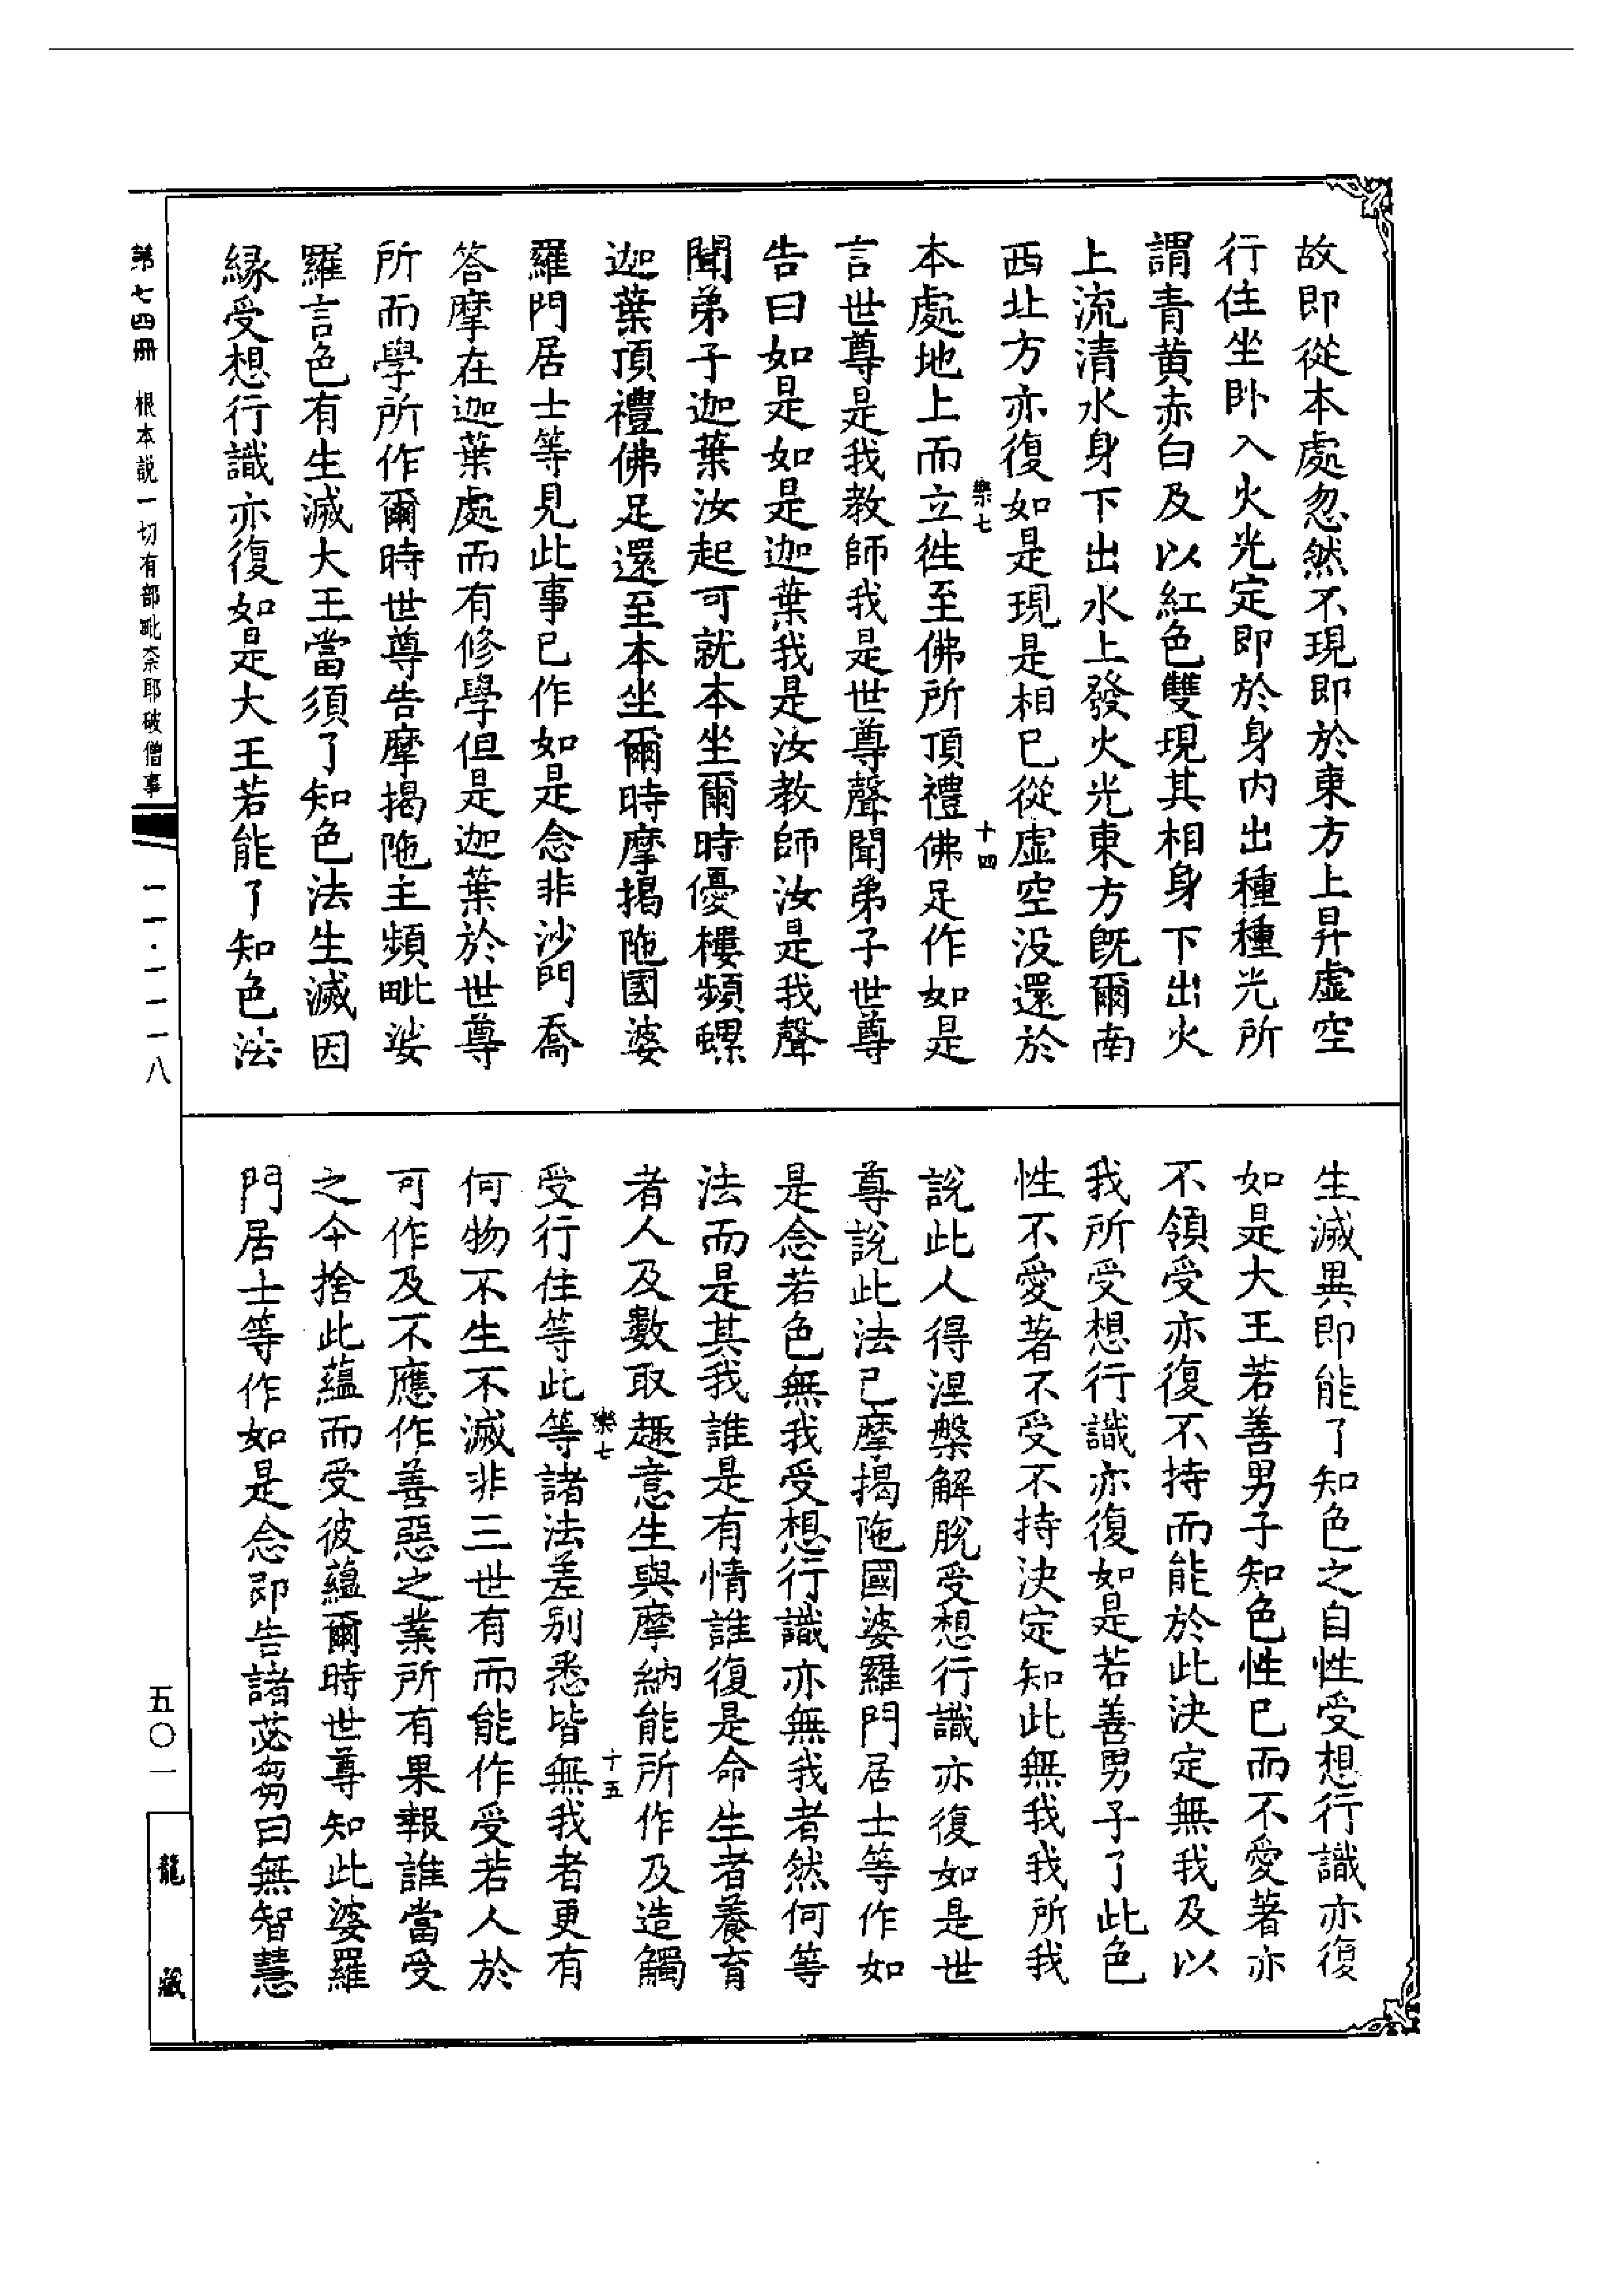 故即從本處忽然不現即於東方上昇虛空
行住坐臥入火光定即於身内出種種光所
謂青黄赤白及以紅色雙現其相身下出火
上流清水身下出水上發火光東方既爾南
西北方亦復如是現是相已從虛空没還於
樂七 十四
本處地上而立徃至佛所頂禮佛足作如是
言世尊是我教師我是世尊聲聞弟子世尊
告曰如是如是迦葉我是汝教師汝是我聲
聞弟子迦葉汝起可就本坐爾時優樓頻螺
迦葉頂禮佛足還至本坐爾時摩揭陁國婆
羅門居士等見此事已作如是念非沙門喬
答摩在迦葉處而有修學但是迦葉於世尊
所而學所作爾時世尊告摩揭陁主頻毗娑
羅言色有生滅大王當須了知色法生滅因
縁受想行識亦復如是大王若能了知色法
生滅異即能了知色之自性受想行識亦復
如是大王若善男子知色性已而不愛著亦
不領受亦復不持而能於此決定無我及以
我所受想行識亦復如是若善男子了此色
性不愛著不受不持決定知此無我我所我
說此人得涅槃解脫受想行識亦復如是世
尊說此法已摩揭陁國婆羅門居士等作如
是念若色無我受想行識亦無我者然何等
法而是其我誰是有情誰復是命生者養育
者人及數取趣意生與摩納能所作及造觸
樂七 十五
受行住等此等諸法差别悉皆無我者更有
何物不生不滅非三世有而能作受若人於
可作及不應作善惡之業所有果報誰當受
之今捨此藴而受彼藴爾時世尊知此婆羅
門居士等作如是念即告諸苾芻曰無智慧
第七四冊 根本說一切有部毗奈耶破僧事
一一·一一一八
五〇一
龍藏